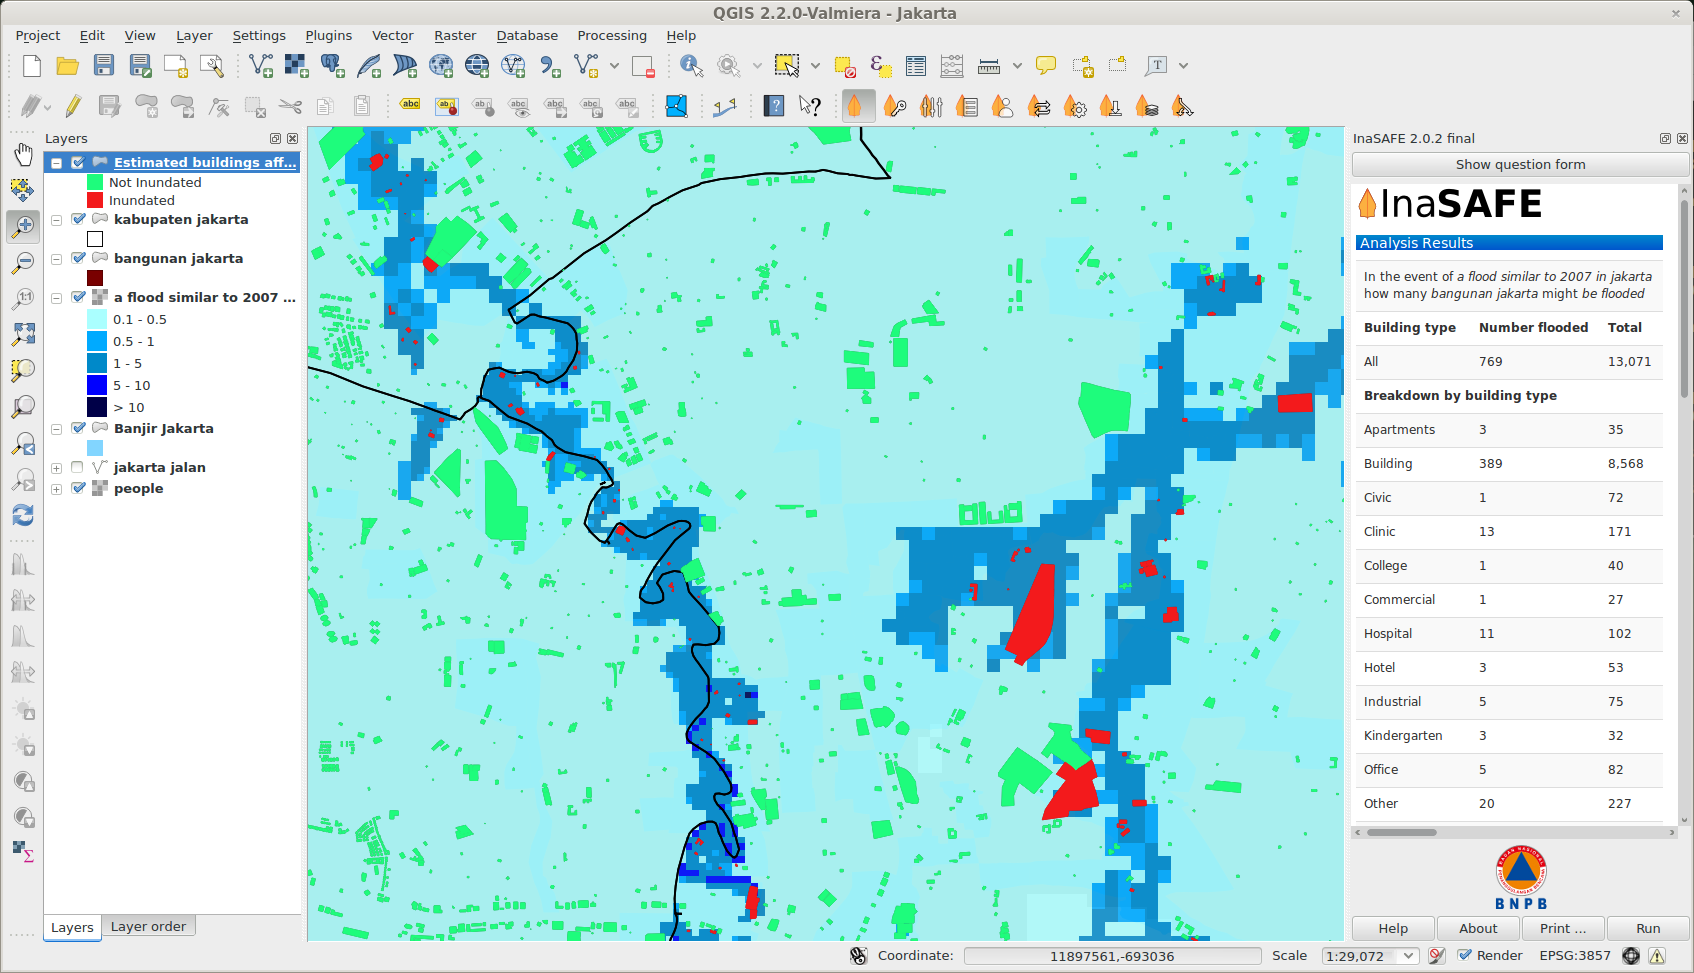 QGIS 2.2.0-Valmiera - Jakarta
Project Edit View Layer Settings Plugins Vector Raster Database Processing Help
Layers
Estimated buildings aff...
Not Inundated
Inundated
kabupaten jakarta
bangunan jakarta
a flood similar to 2007 ...
0.1 - 0.5
0.5 - 1
1 - 5
5 - 10
> 10
Banjir Jakarta
jakarta jalan
people
Layers Layer order
InaSAFE 2.0.2 final
Show question form
InaSAFE
Analysis Results
In the event of a flood similar to 2007 in jakarta
how many bangunan jakarta might be flooded
Building type Number flooded Total
All 769 13,071
Breakdown by building type
Apartments 3 35
Building 389 8,568
Civic 1 72
Clinic 13 171
College 1 40
Commercial 1 27
Hospital 11 102
Hotel 3 53
Industrial 5 75
Kindergarten 3 32
Office 5 82
Other 20 227
BNPB
Help About Print ... Run
Coordinate: 11897561,-693036 Scale 1:29,072 Render EPSG:3857